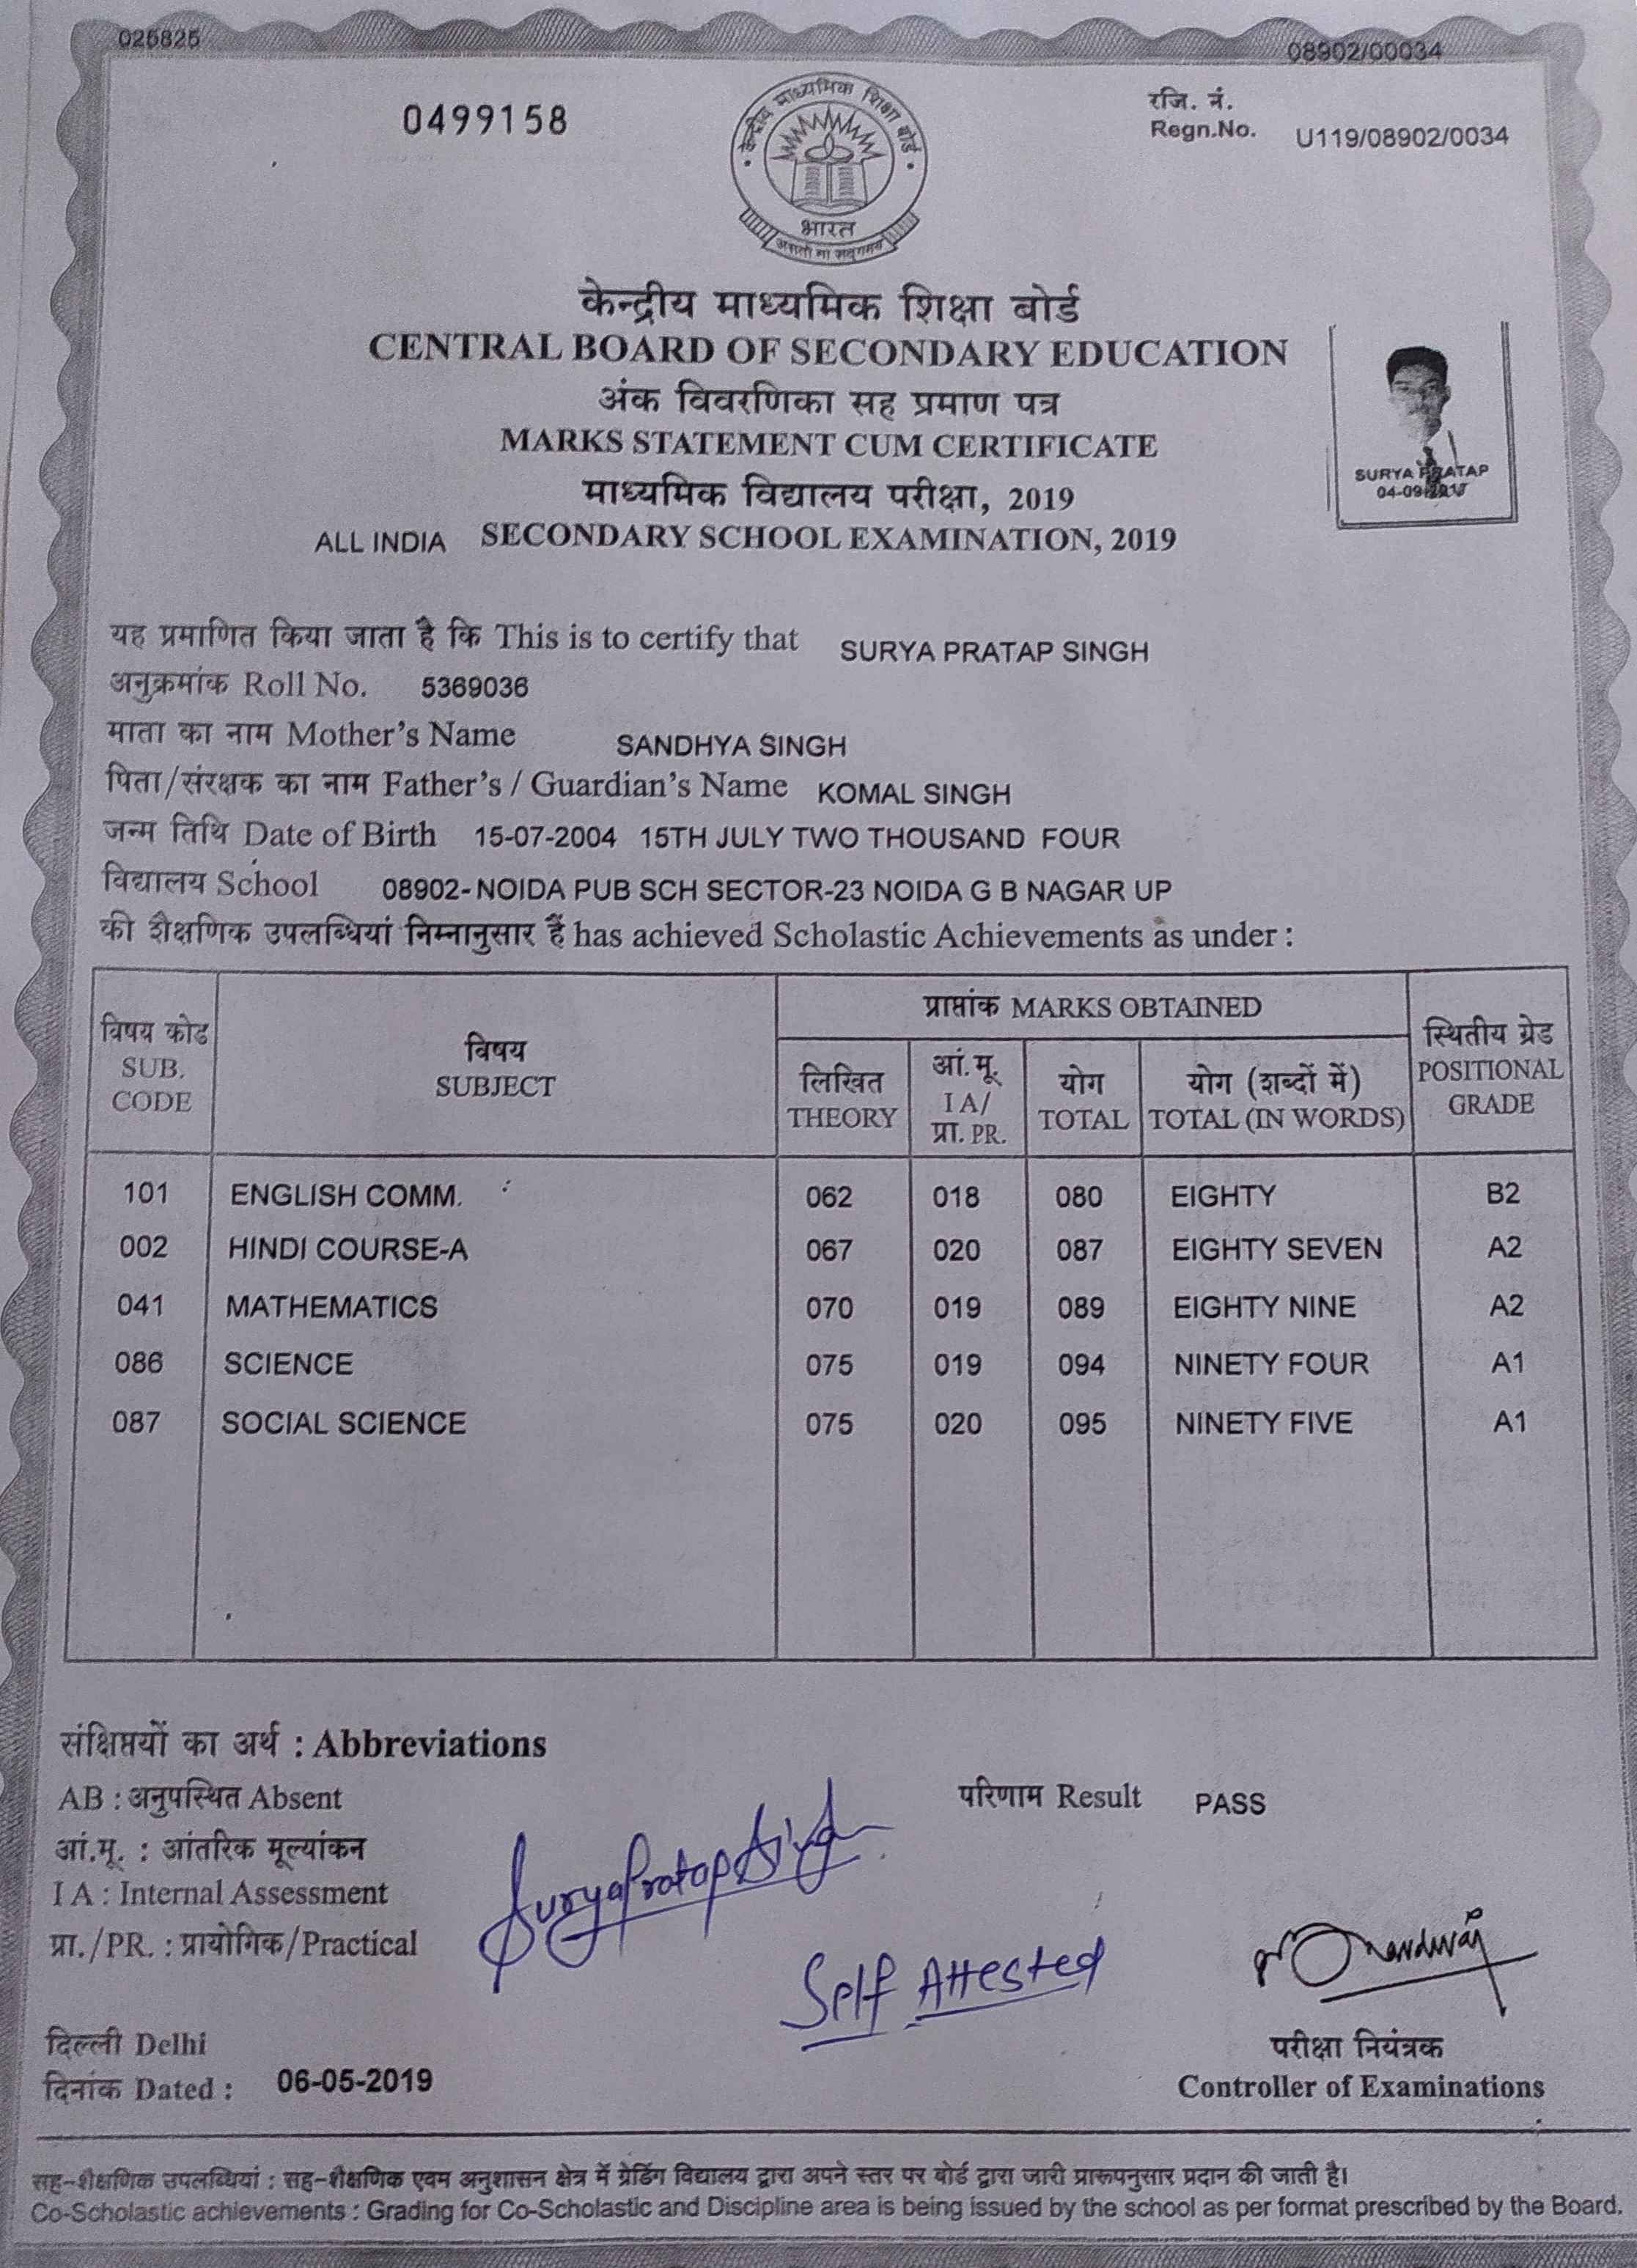 025825
08902/00034
0499158
रजि. नं.
Regn.No. U119/08902/0034
केन्द्रीय माध्यमिक शिक्षा बोर्ड
भारत
असतो मा सद्गमय
केन्द्रीय माध्यमिक शिक्षा बोर्ड
CENTRAL BOARD OF SECONDARY EDUCATION
अंक विवरणिका सह प्रमाण पत्र
MARKS STATEMENT CUM CERTIFICATE
माध्यमिक विद्यालय परीक्षा, 2019
ALL INDIA SECONDARY SCHOOL EXAMINATION, 2019
SURYA PRATAP
04-09-2017
यह प्रमाणित किया जाता है कि This is to certify that SURYA PRATAP SINGH
अनुक्रमांक Roll No. 5369036
माता का नाम Mother's Name SANDHYA SINGH
पिता/संरक्षक का नाम Father's / Guardian's Name KOMAL SINGH
जन्म तिथि Date of Birth 15-07-2004 15TH JULY TWO THOUSAND FOUR
विद्यालय School 08902- NOIDA PUB SCH SECTOR-23 NOIDA G B NAGAR UP
की शैक्षणिक उपलब्धियां निम्नानुसार हैं has achieved Scholastic Achievements as under :
विषय कोड
SUB.
CODE
विषय
SUBJECT
प्राप्तांक MARKS OBTAINED
लिखित
THEORY
आं.मू.
I A/
प्रा. PR.
योग
TOTAL
योग (शब्दों में)
TOTAL (IN WORDS)
स्थितीय ग्रेड
POSITIONAL
GRADE
101 ENGLISH COMM. 062 018 080 EIGHTY B2
002 HINDI COURSE-A 067 020 087 EIGHTY SEVEN A2
041 MATHEMATICS 070 019 089 EIGHTY NINE A2
086 SCIENCE 075 019 094 NINETY FOUR A1
087 SOCIAL SCIENCE 075 020 095 NINETY FIVE A1
संक्षिप्तयों का अर्थ : Abbreviations
AB : अनुपस्थित Absent
आं.मू. : आंतरिक मूल्यांकन
I A : Internal Assessment
प्रा./PR. : प्रायोगिक/Practical
परिणाम Result PASS
Surya Pratap Singh
Self Attested
दिल्ली Delhi
दिनांक Dated : 06-05-2019
परीक्षा नियंत्रक
Controller of Examinations
सह-शैक्षणिक उपलब्धियां : सह-शैक्षणिक एवम अनुशासन क्षेत्र में ग्रेडिंग विद्यालय द्वारा अपने स्तर पर बोर्ड द्वारा जारी प्रारूपनुसार प्रदान की जाती है।
Co-Scholastic achievements : Grading for Co-Scholastic and Discipline area is being issued by the school as per format prescribed by the Board.